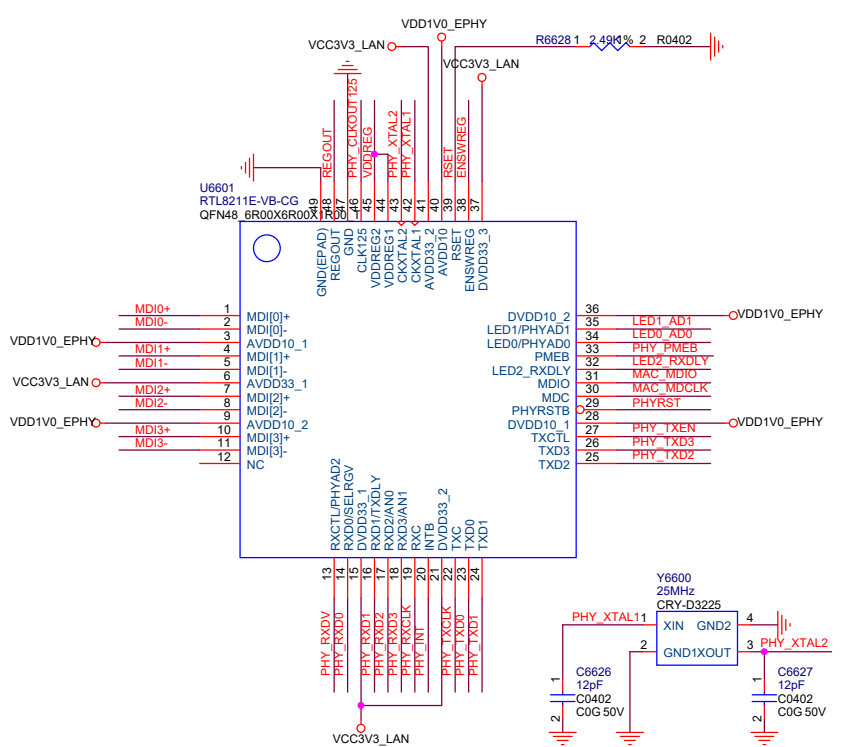 VDD1V0_EPHY
VCC3V3_LAN
R6628 1 2.49K1% 2 R0402
VCC3V3_LAN
REGOUT
PHY_CLKOUT125
VDDREG
PHY_XTAL2
PHY_XTAL1
RSET
ENSWREG
U6601
RTL8211E-VB-CG
QFN48_6R00X6R00X1R00_T
49 48 47 46 45 44 43 42 41 40 39 38 37
GND(EPAD)
REGOUT
GND
CLK125
VDDREG2
VDDREG1
CKXTAL2
CKXTAL1
AVDD33_2
AVDD10
RSET
ENSWREG
DVDD33_3
MDI0+ 1 MDI[0]+
MDI0- 2 MDI[0]-
VDD1V0_EPHY 3 AVDD10_1
MDI1+ 4 MDI[1]+
MDI1- 5 MDI[1]-
VCC3V3_LAN 6 AVDD33_1
MDI2+ 7 MDI[2]+
MDI2- 8 MDI[2]-
VDD1V0_EPHY 9 AVDD10_2
MDI3+ 10 MDI[3]+
MDI3- 11 MDI[3]-
12 NC
DVDD10_2 36 VDD1V0_EPHY
LED1/PHYAD1 35 LED1_AD1
LED0/PHYAD0 34 LED0_AD0
PMEB 33 PHY_PMEB
LED2_RXDLY 32 LED2_RXDLY
MDIO 31 MAC_MDIO
MDC 30 MAC_MDCLK
PHYRSTB 29 PHYRST
DVDD10_1 28 VDD1V0_EPHY
TXCTL 27 PHY_TXEN
TXD3 26 PHY_TXD3
TXD2 25 PHY_TXD2
RXCTL/PHYAD2
RXD0/SELRGV
DVDD33_1
RXD1/TXDLY
RXD2/AN0
RXD3/AN1
RXC
INTB
DVDD33_2
TXC
TXD0
TXD1
13 14 15 16 17 18 19 20 21 22 23 24
PHY_RXDV
PHY_RXD0
PHY_RXD1
PHY_RXD2
PHY_RXD3
PHY_RXCLK
PHY_INT
PHY_TXCLK
PHY_TXD0
PHY_TXD1
VCC3V3_LAN
Y6600
25MHz
CRY-D3225
PHY_XTAL1 1 XIN GND2 4
2 GND1 XOUT 3 PHY_XTAL2
1 C6626
12pF
C0402
2 C0G 50V
1 C6627
12pF
C0402
2 C0G 50V